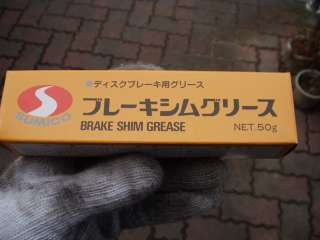 ディスクブレーキ用グリース
SUMICO
ブレーキシムグリース
BRAKE SHIM GREASE
NET.50g